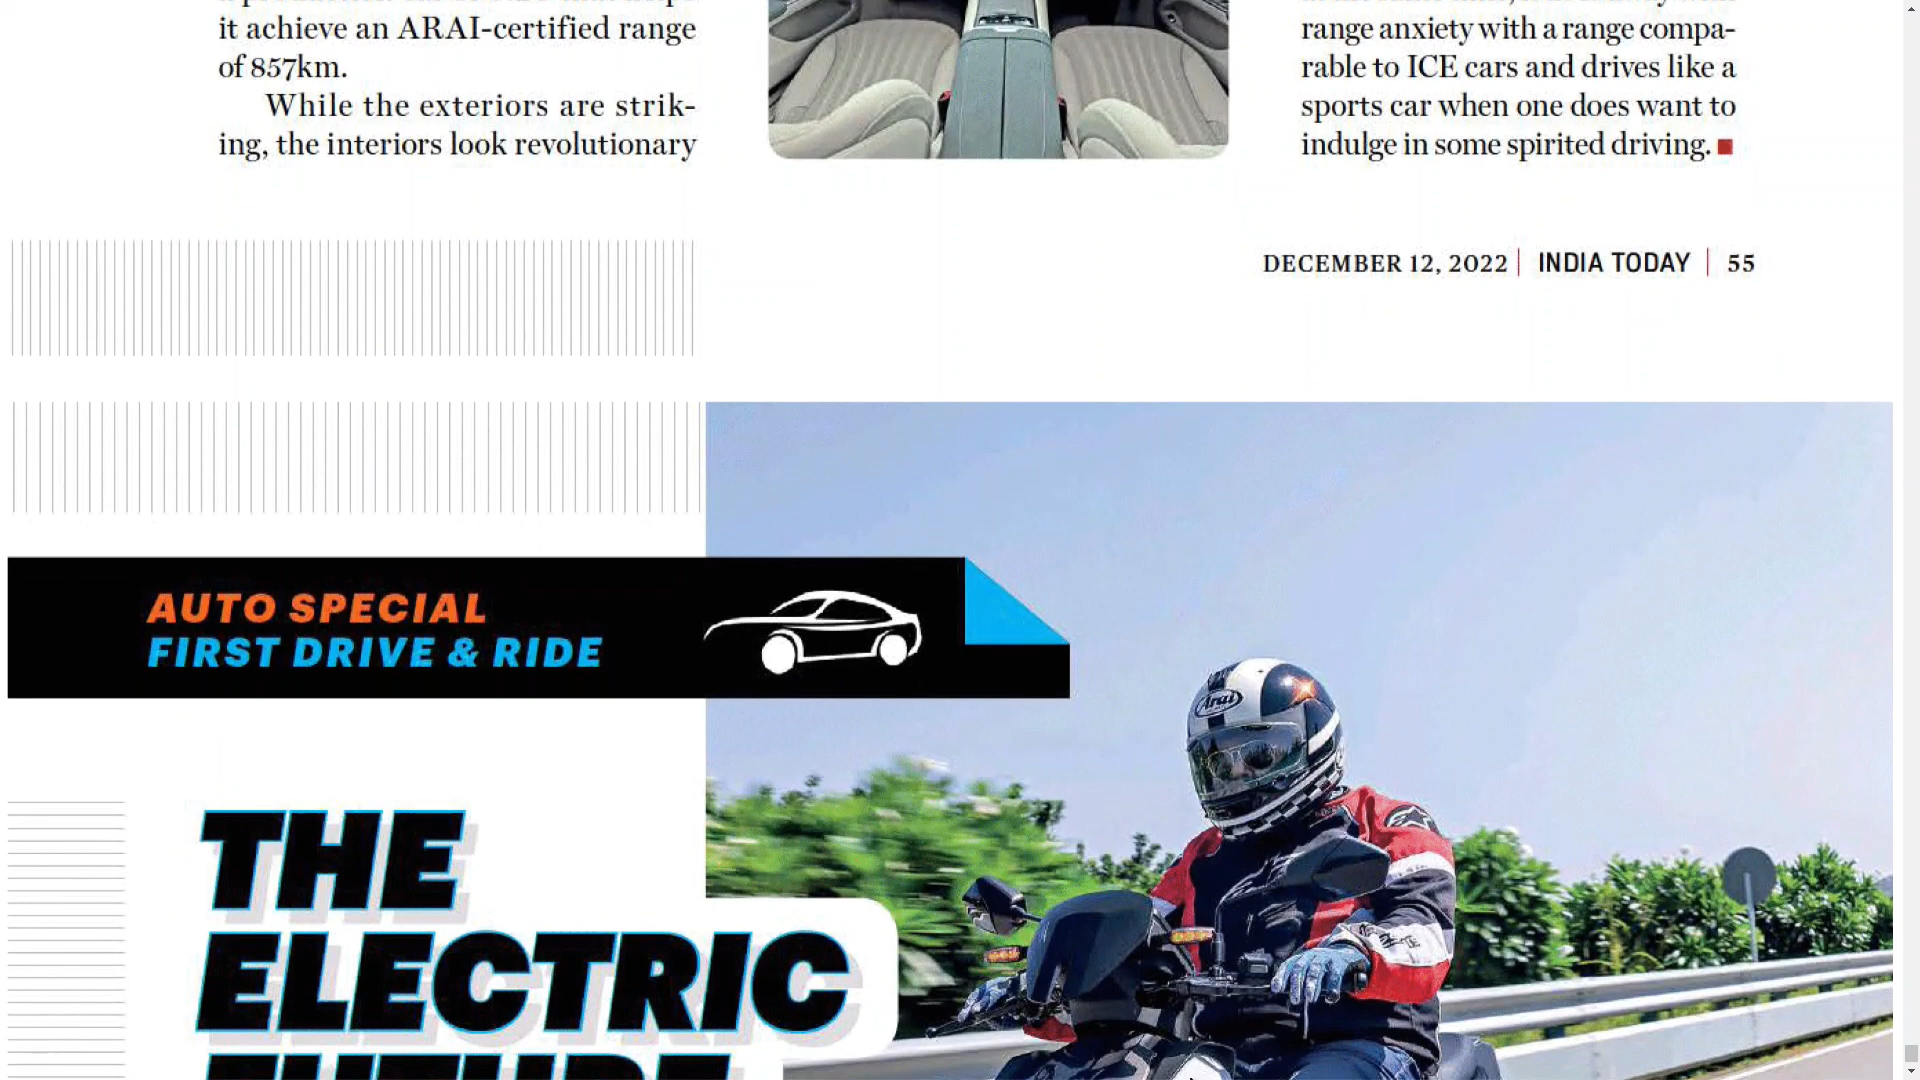 it achieve an ARAI-certified range
of 857km.
While the exteriors are strik-
ing, the interiors look revolutionary
range anxiety with a range compa-
rable to ICE cars and drives like a
sports car when one does want to
indulge in some spirited driving.
DECEMBER 12, 2022 | INDIA TODAY | 55
AUTO SPECIAL
FIRST DRIVE & RIDE
Arai
THE
ELECTRIC
FUTURE